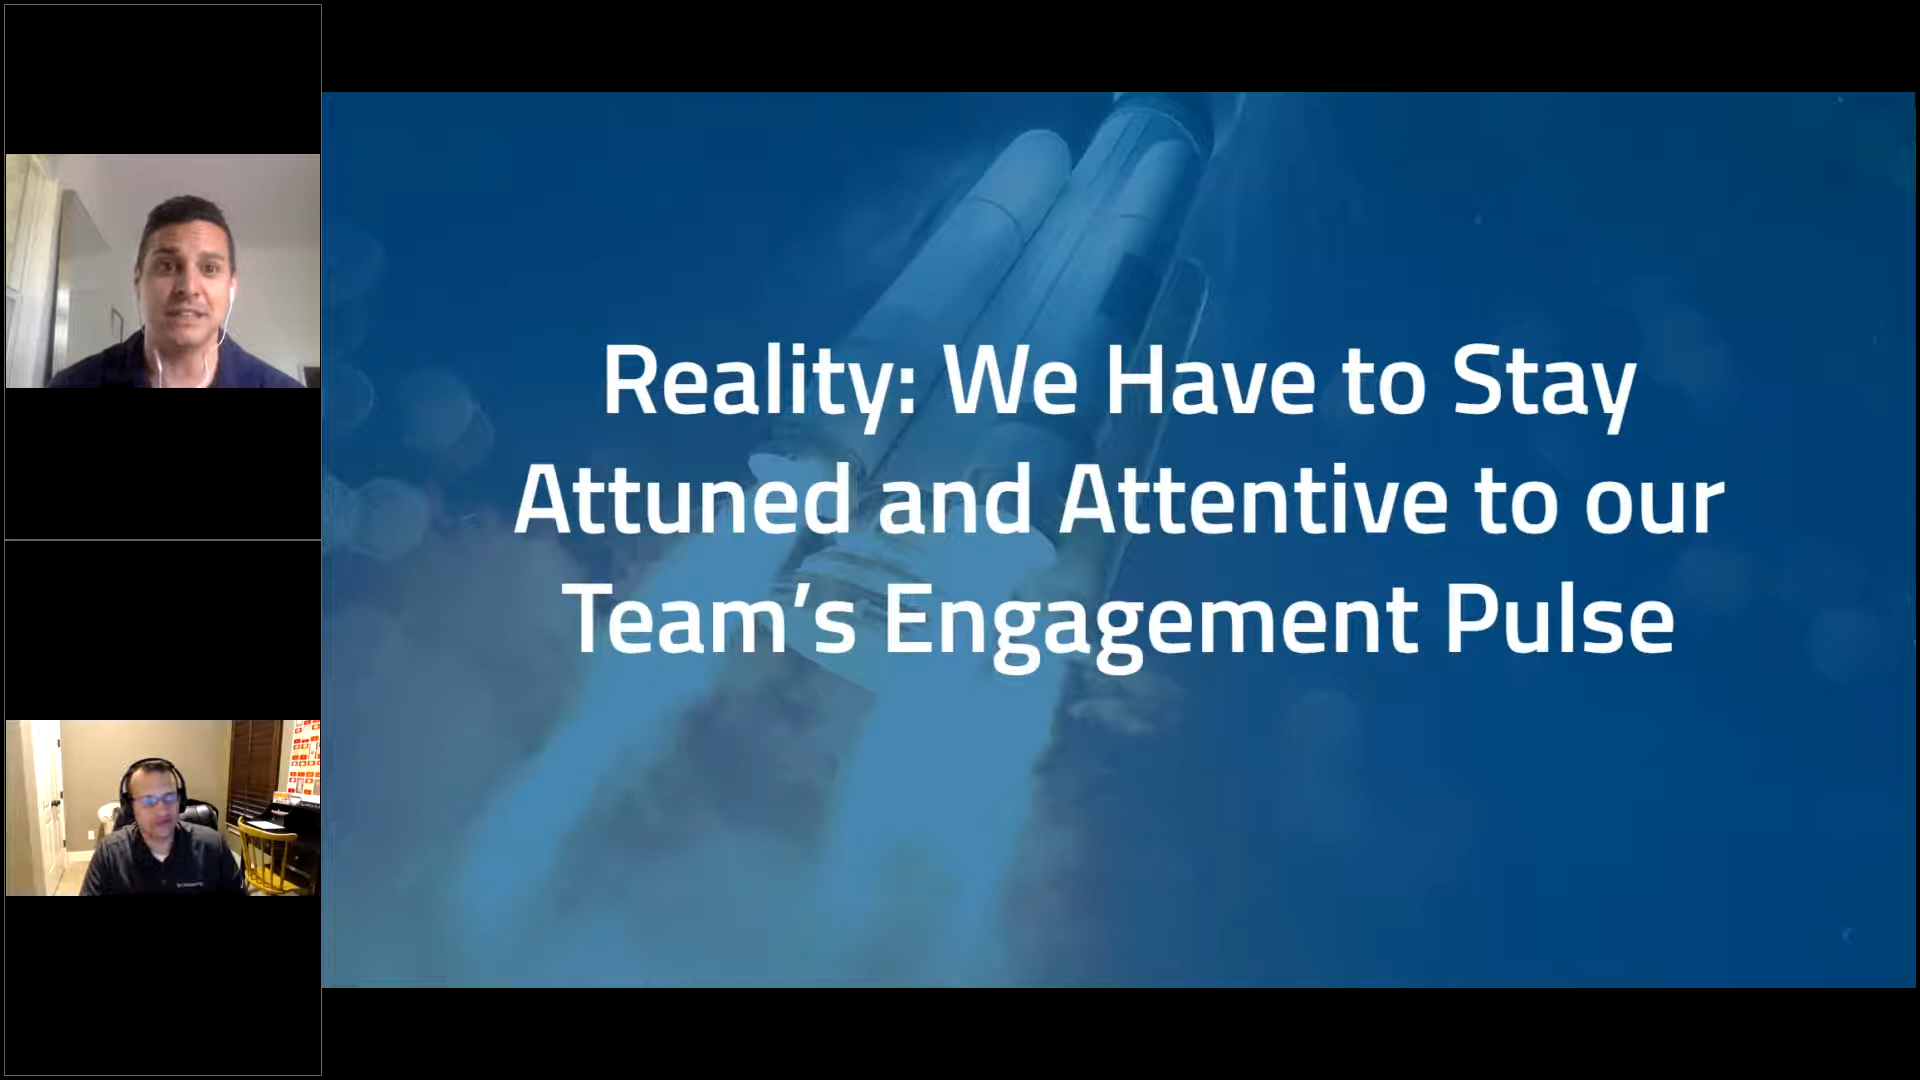 Reality: We Have to Stay
Attuned and Attentive to our
Team’s Engagement Pulse